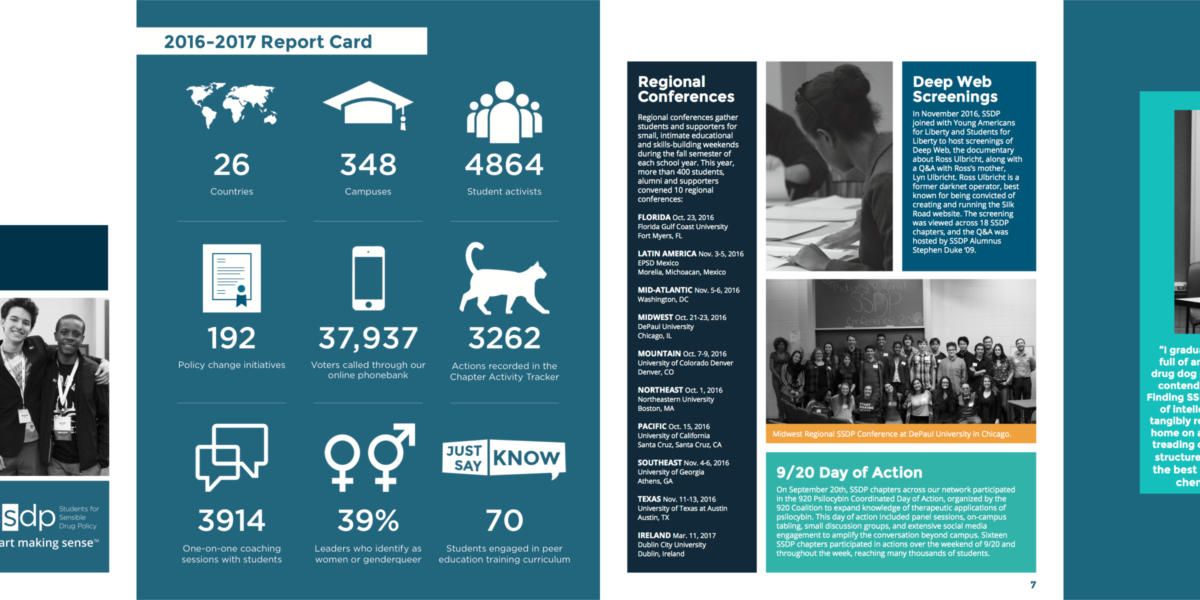 sdp
Students for
Sensible
Drug Policy
art making sense™
2016-2017 Report Card
26
Countries
348
Campuses
4864
Student activists
192
Policy change initiatives
37,937
Voters called through our
online phonebank
3262
Actions recorded in the
Chapter Activity Tracker
3914
One-on-one coaching
sessions with students
39%
Leaders who identify as
women or genderqueer
JUST
SAY
KNOW
70
Students engaged in peer
education training curriculum
Regional
Conferences
Regional conferences gather
students and supporters for
small, intimate educational
and skills-building weekends
during the fall semester of
each school year. This year,
more than 400 students,
alumni and supporters
convened 10 regional
conferences:
FLORIDA Oct. 23, 2016
Florida Gulf Coast University
Fort Myers, FL
LATIN AMERICA Nov. 3-5, 2016
EPSD Mexico
Morelia, Michoacan, Mexico
MID-ATLANTIC Nov. 5-6, 2016
Washington, DC
MIDWEST Oct. 21-23, 2016
DePaul University
Chicago, IL
MOUNTAIN Oct. 7-9, 2016
University of Colorado Denver
Denver, CO
NORTHEAST Oct. 1, 2016
Northeastern University
Boston, MA
PACIFIC Oct. 15, 2016
University of California
Santa Cruz, Santa Cruz, CA
SOUTHEAST Nov. 4-6, 2016
University of Georgia
Athens, GA
TEXAS Nov. 11-13, 2016
University of Texas at Austin
Austin, TX
IRELAND Mar. 11, 2017
Dublin City University
Dublin, Ireland
Deep Web
Screenings
In November 2016, SSDP
joined with Young Americans
for Liberty and Students for
Liberty to host screenings of
Deep Web, the documentary
about Ross Ulbricht, along with
a Q&A with Ross's mother,
Lyn Ulbricht. Ross Ulbricht is a
former darknet operator, best
known for being convicted of
creating and running the Silk
Road website. The screening
was viewed across 18 SSDP
chapters, and the Q&A was
hosted by SSDP Alumnus
Stephen Duke '09.
Midwest Regional
SSDP
Conference 2016
Midwest Regional SSDP Conference at DePaul University in Chicago.
9/20 Day of Action
On September 20th, SSDP chapters across our network participated
in the 920 Psilocybin Coordinated Day of Action, organized by the
920 Coalition to expand knowledge of therapeutic applications of
psilocybin. This day of action included panel sessions, on-campus
tabling, small discussion groups, and extensive social media
engagement to amplify the conversation beyond campus. Sixteen
SSDP chapters participated in actions over the weekend of 9/20 and
throughout the week, reaching many thousands of students.
7
"I gradua
full of an
drug dog
contend
Finding SS
of intell
tangibly re
home on a
treading
structure
the best
chen